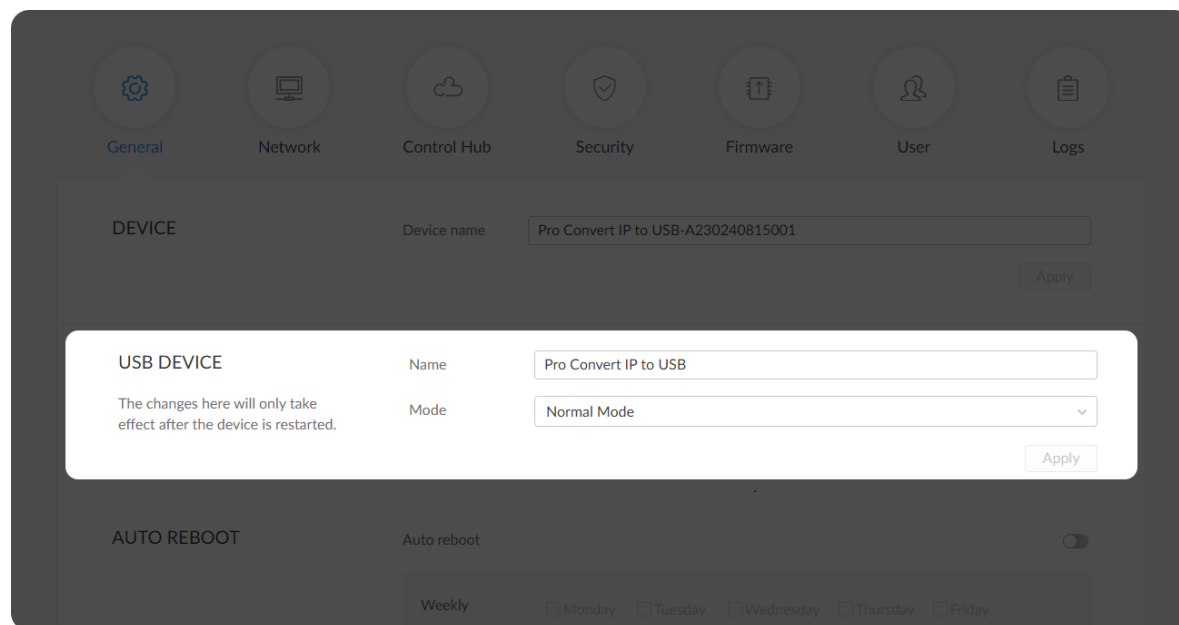 General Network Control Hub Security Firmware User Logs
DEVICE Device name Pro Convert IP to USB-A230240815001
Apply
USB DEVICE Name Pro Convert IP to USB
The changes here will only take
effect after the device is restarted.
Mode Normal Mode
Apply
AUTO REBOOT Auto reboot
Weekly Monday Tuesday Wednesday Thursday Friday